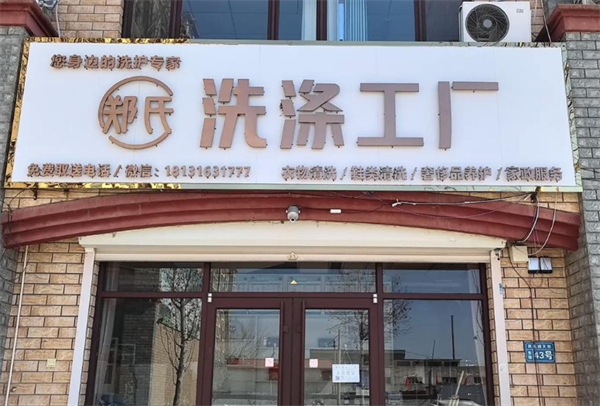 您身边的洗护专家
郑氏
洗涤工厂
免费取送电话/微信：18131631777
衣物清洗/鞋类清洗/奢侈品养护/家政服务
43号